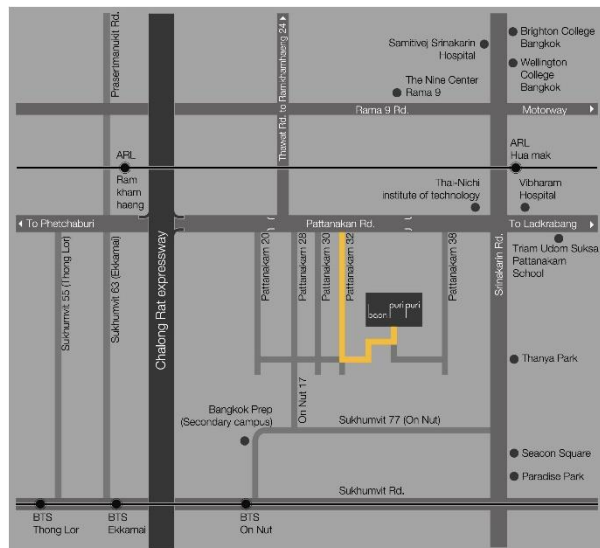 Prasertmanukit Rd.
Thawat Rd. to Ramkhamhaeng 24
Samitivej Srinakarin
Hospital
Brighton College
Bangkok
Wellington
College
Bangkok
The Nine Center
Rama 9
Rama 9 Rd.
Motorway
ARL
Ram
kham
haeng
ARL
Hua mak
Thai-Nichi
institute of technology
Vibharam
Hospital
To Phetchaburi
Pattanakan Rd.
To Ladkrabang
Triam Udom Suksa
Pattanakarn
School
Sukhumvit 55 (Thong Lor)
Sukhumvit 63 (Ekkamai)
Chalong Rat expressway
Pattanakarn 20
Pattanakarn 28
Pattanakarn 30
Pattanakarn 32
Pattanakarn 38
Srinakarin Rd.
baan puri puri
Thanya Park
On Nut 17
Bangkok Prep
(Secondary campus)
Sukhumvit 77 (On Nut)
Seacon Square
Paradise Park
Sukhumvit Rd.
BTS
Thong Lor
BTS
Ekkamai
BTS
On Nut